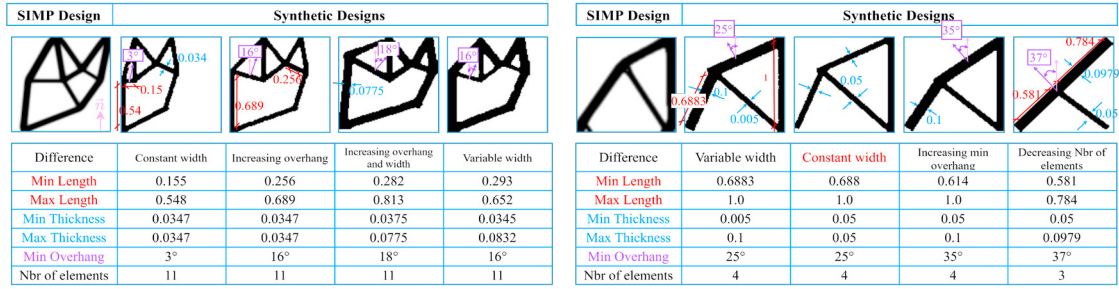 SIMP Design Synthetic Designs
3° 0.034 0.15 0.54 n
16° 0.256 0.689
18° 0.0775
16°
Difference Constant width Increasing overhang Increasing overhang and width Variable width
Min Length 0.155 0.256 0.282 0.293
Max Length 0.548 0.689 0.813 0.652
Min Thickness 0.0347 0.0347 0.0375 0.0345
Max Thickness 0.0347 0.0347 0.0775 0.0832
Min Overhang 3° 16° 18° 16°
Nbr of elements 11 11 11 11
SIMP Design Synthetic Designs
25° 1 0.1 0.6883 0.005
0.05 0.05
35° 0.1
0.784 37° 0.0979 0.581 0.05
Difference Variable width Constant width Increasing min overhang Decreasing Nbr of elements
Min Length 0.6883 0.688 0.614 0.581
Max Length 1.0 1.0 1.0 0.784
Min Thickness 0.005 0.05 0.05 0.05
Max Thickness 0.1 0.05 0.1 0.0979
Min Overhang 25° 25° 35° 37°
Nbr of elements 4 4 4 3